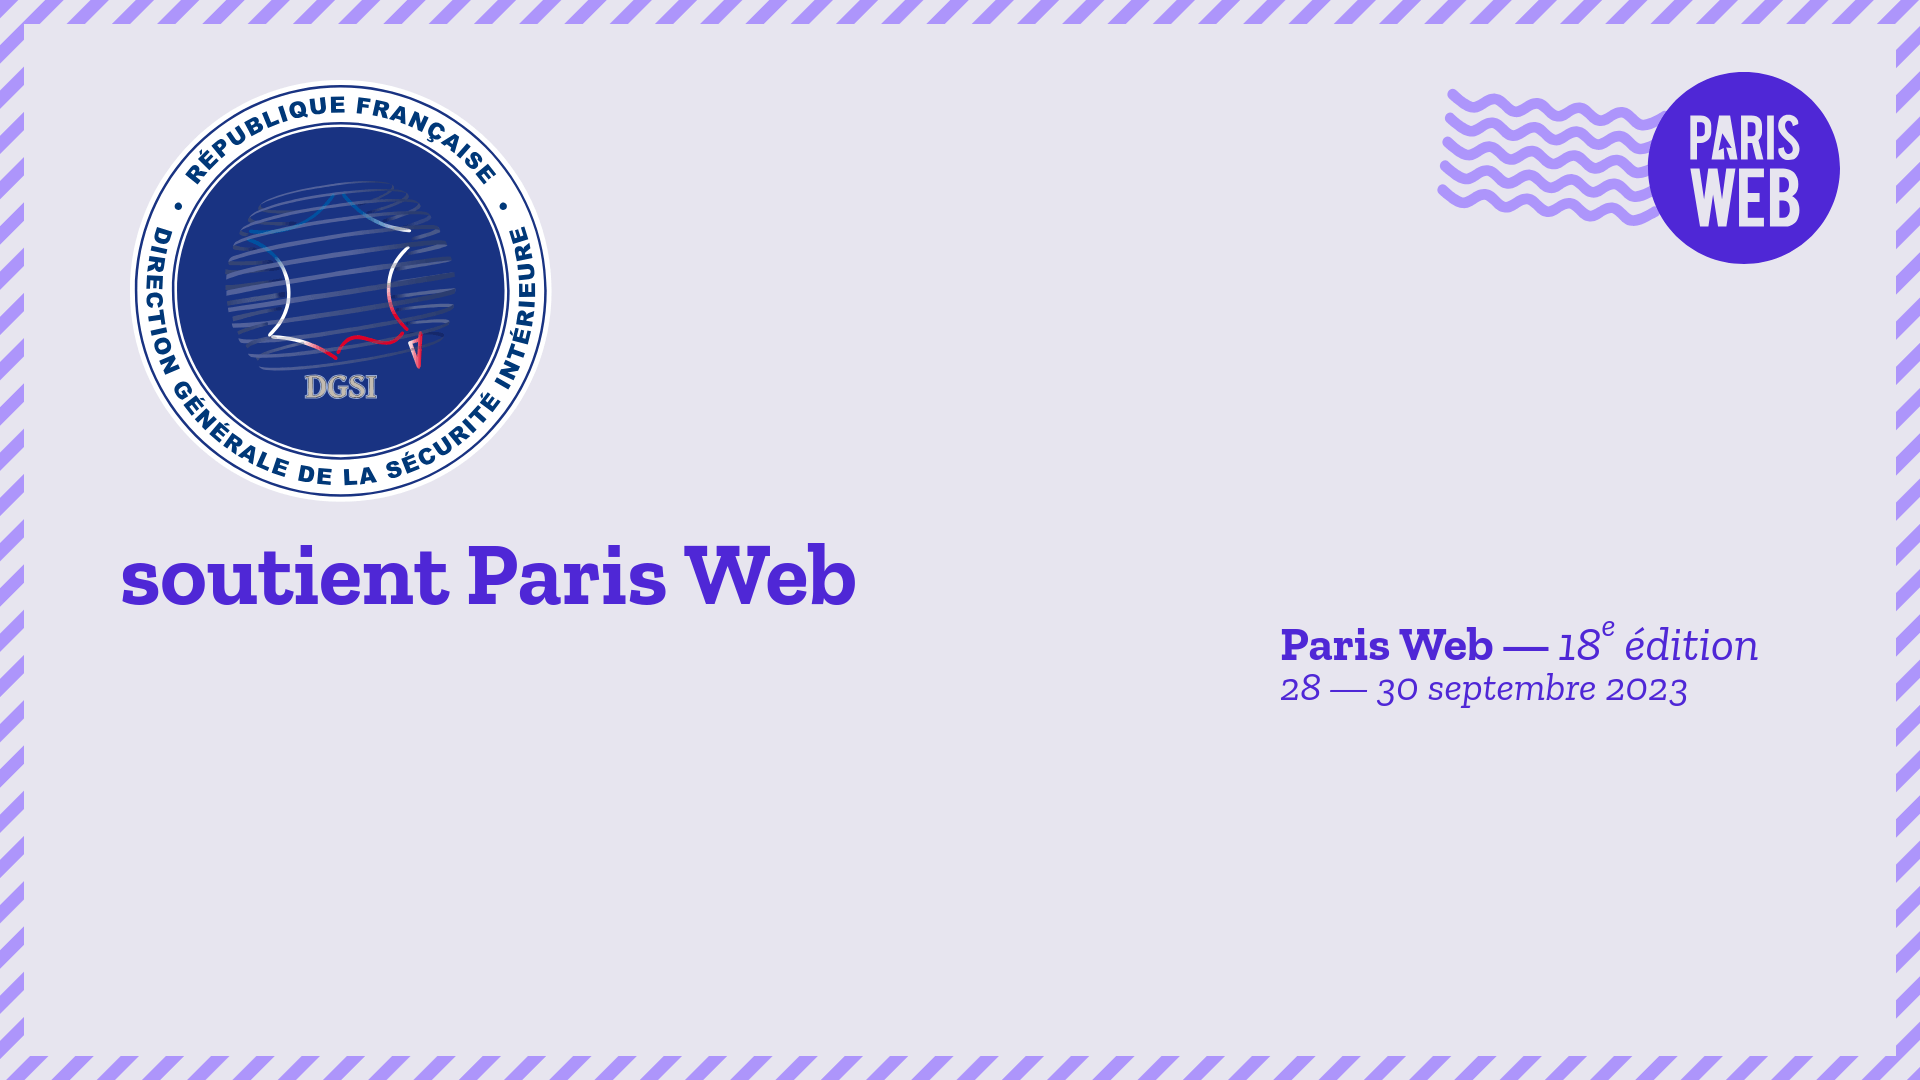 RÉPUBLIQUE FRANÇAISE
DIRECTION GÉNÉRALE DE LA SÉCURITÉ INTÉRIEURE
DGSI
PARIS
WEB
soutient Paris Web
Paris Web — 18e édition
28 — 30 septembre 2023